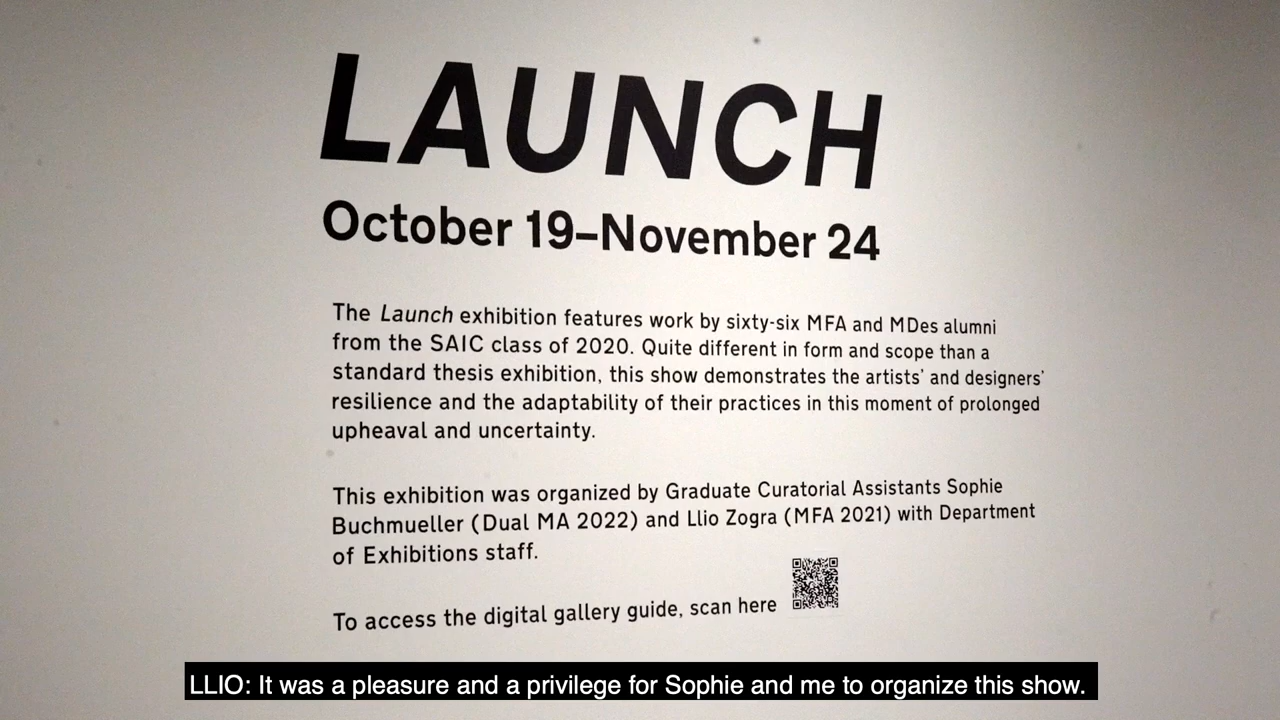 LAUNCH
October 19–November 24
The Launch exhibition features work by sixty-six MFA and MDes alumni
from the SAIC class of 2020. Quite different in form and scope than a
standard thesis exhibition, this show demonstrates the artists' and designers'
resilience and the adaptability of their practices in this moment of prolonged
upheaval and uncertainty.
This exhibition was organized by Graduate Curatorial Assistants Sophie
Buchmueller (Dual MA 2022) and Llio Zogra (MFA 2021) with Department
of Exhibitions staff.
To access the digital gallery guide, scan here
LLIO: It was a pleasure and a privilege for Sophie and me to organize this show.